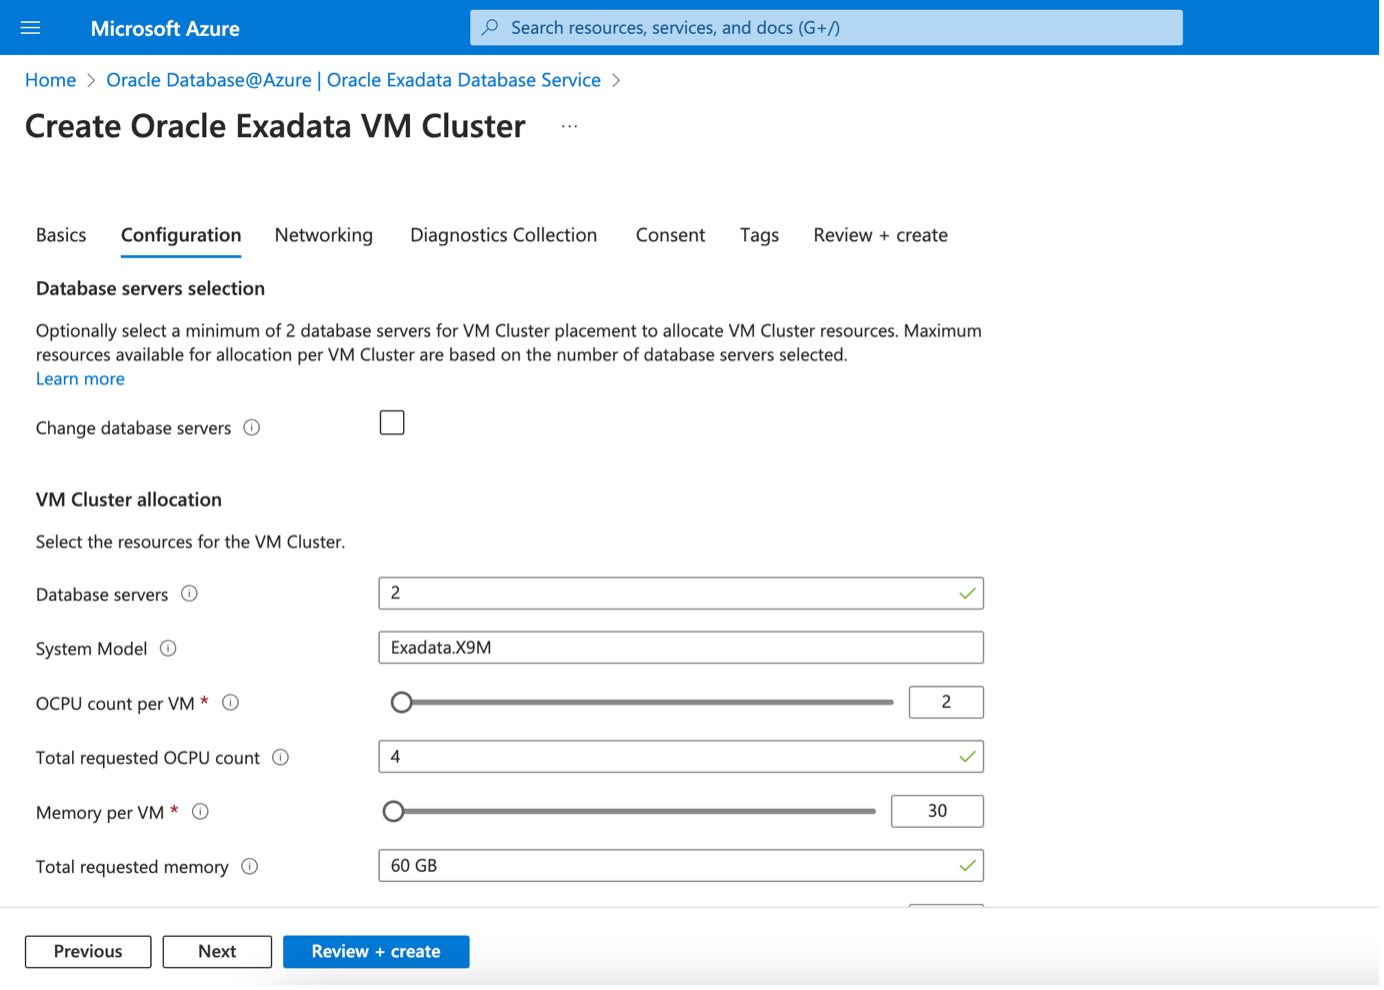 Microsoft Azure
Search resources, services, and docs (G+/)
Home > Oracle Database@Azure | Oracle Exadata Database Service >
Create Oracle Exadata VM Cluster ...
Basics Configuration Networking Diagnostics Collection Consent Tags Review + create
Database servers selection
Optionally select a minimum of 2 database servers for VM Cluster placement to allocate VM Cluster resources. Maximum
resources available for allocation per VM Cluster are based on the number of database servers selected.
Learn more
Change database servers
VM Cluster allocation
Select the resources for the VM Cluster.
Database servers 2
System Model Exadata.X9M
OCPU count per VM * 2
Total requested OCPU count 4
Memory per VM * 30
Total requested memory 60 GB
Previous Next Review + create